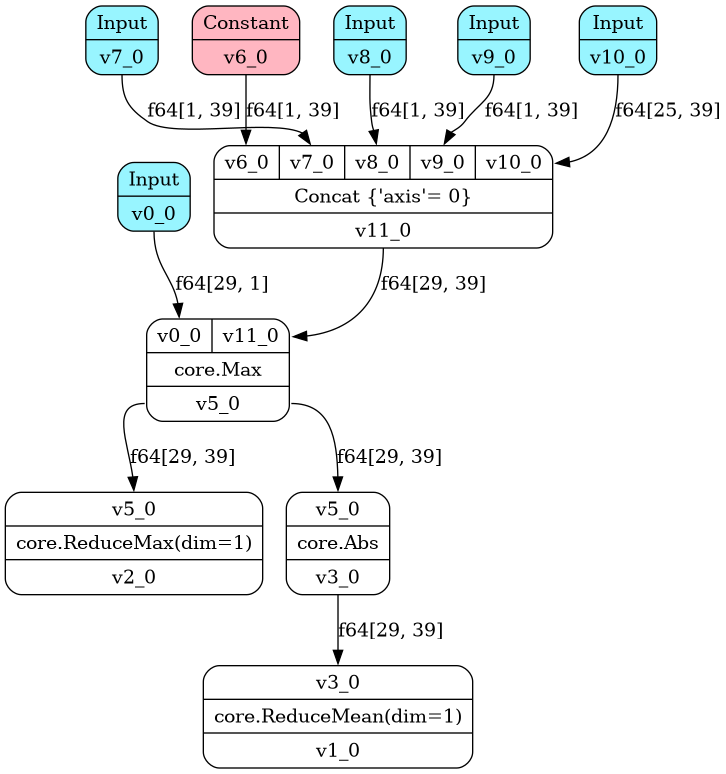 Input
v7_0
Constant
v6_0
Input
v8_0
Input
v9_0
Input
v10_0
f64[1, 39]
f64[1, 39]
f64[1, 39]
f64[1, 39]
f64[25, 39]
v6_0 v7_0 v8_0 v9_0 v10_0
Concat {'axis'= 0}
v11_0
Input
v0_0
f64[29, 1]
f64[29, 39]
v0_0 v11_0
core.Max
v5_0
f64[29, 39]
f64[29, 39]
v5_0
core.ReduceMax(dim=1)
v2_0
v5_0
core.Abs
v3_0
f64[29, 39]
v3_0
core.ReduceMean(dim=1)
v1_0